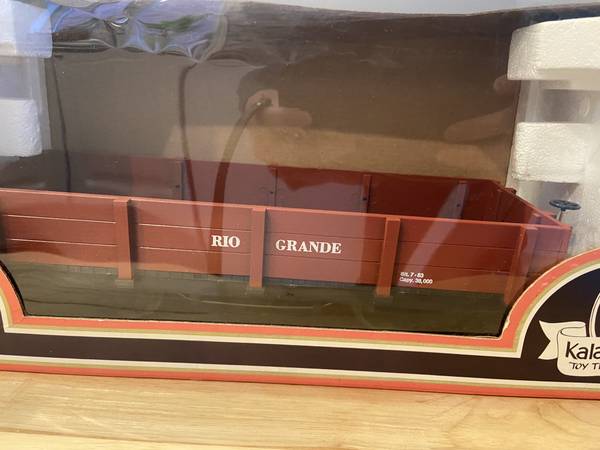 RIO GRANDE
Blt. 7-83
Capy. 38,000
Kala
TOY T